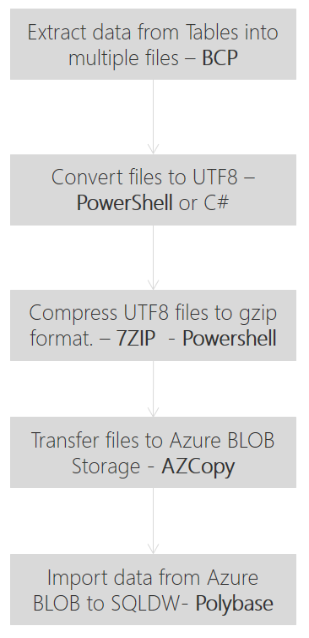 Extract data from Tables into
multiple files – BCP
Convert files to UTF8 –
PowerShell or C#
Compress UTF8 files to gzip
format. – 7ZIP - Powershell
Transfer files to Azure BLOB
Storage - AZCopy
Import data from Azure
BLOB to SQLDW- Polybase